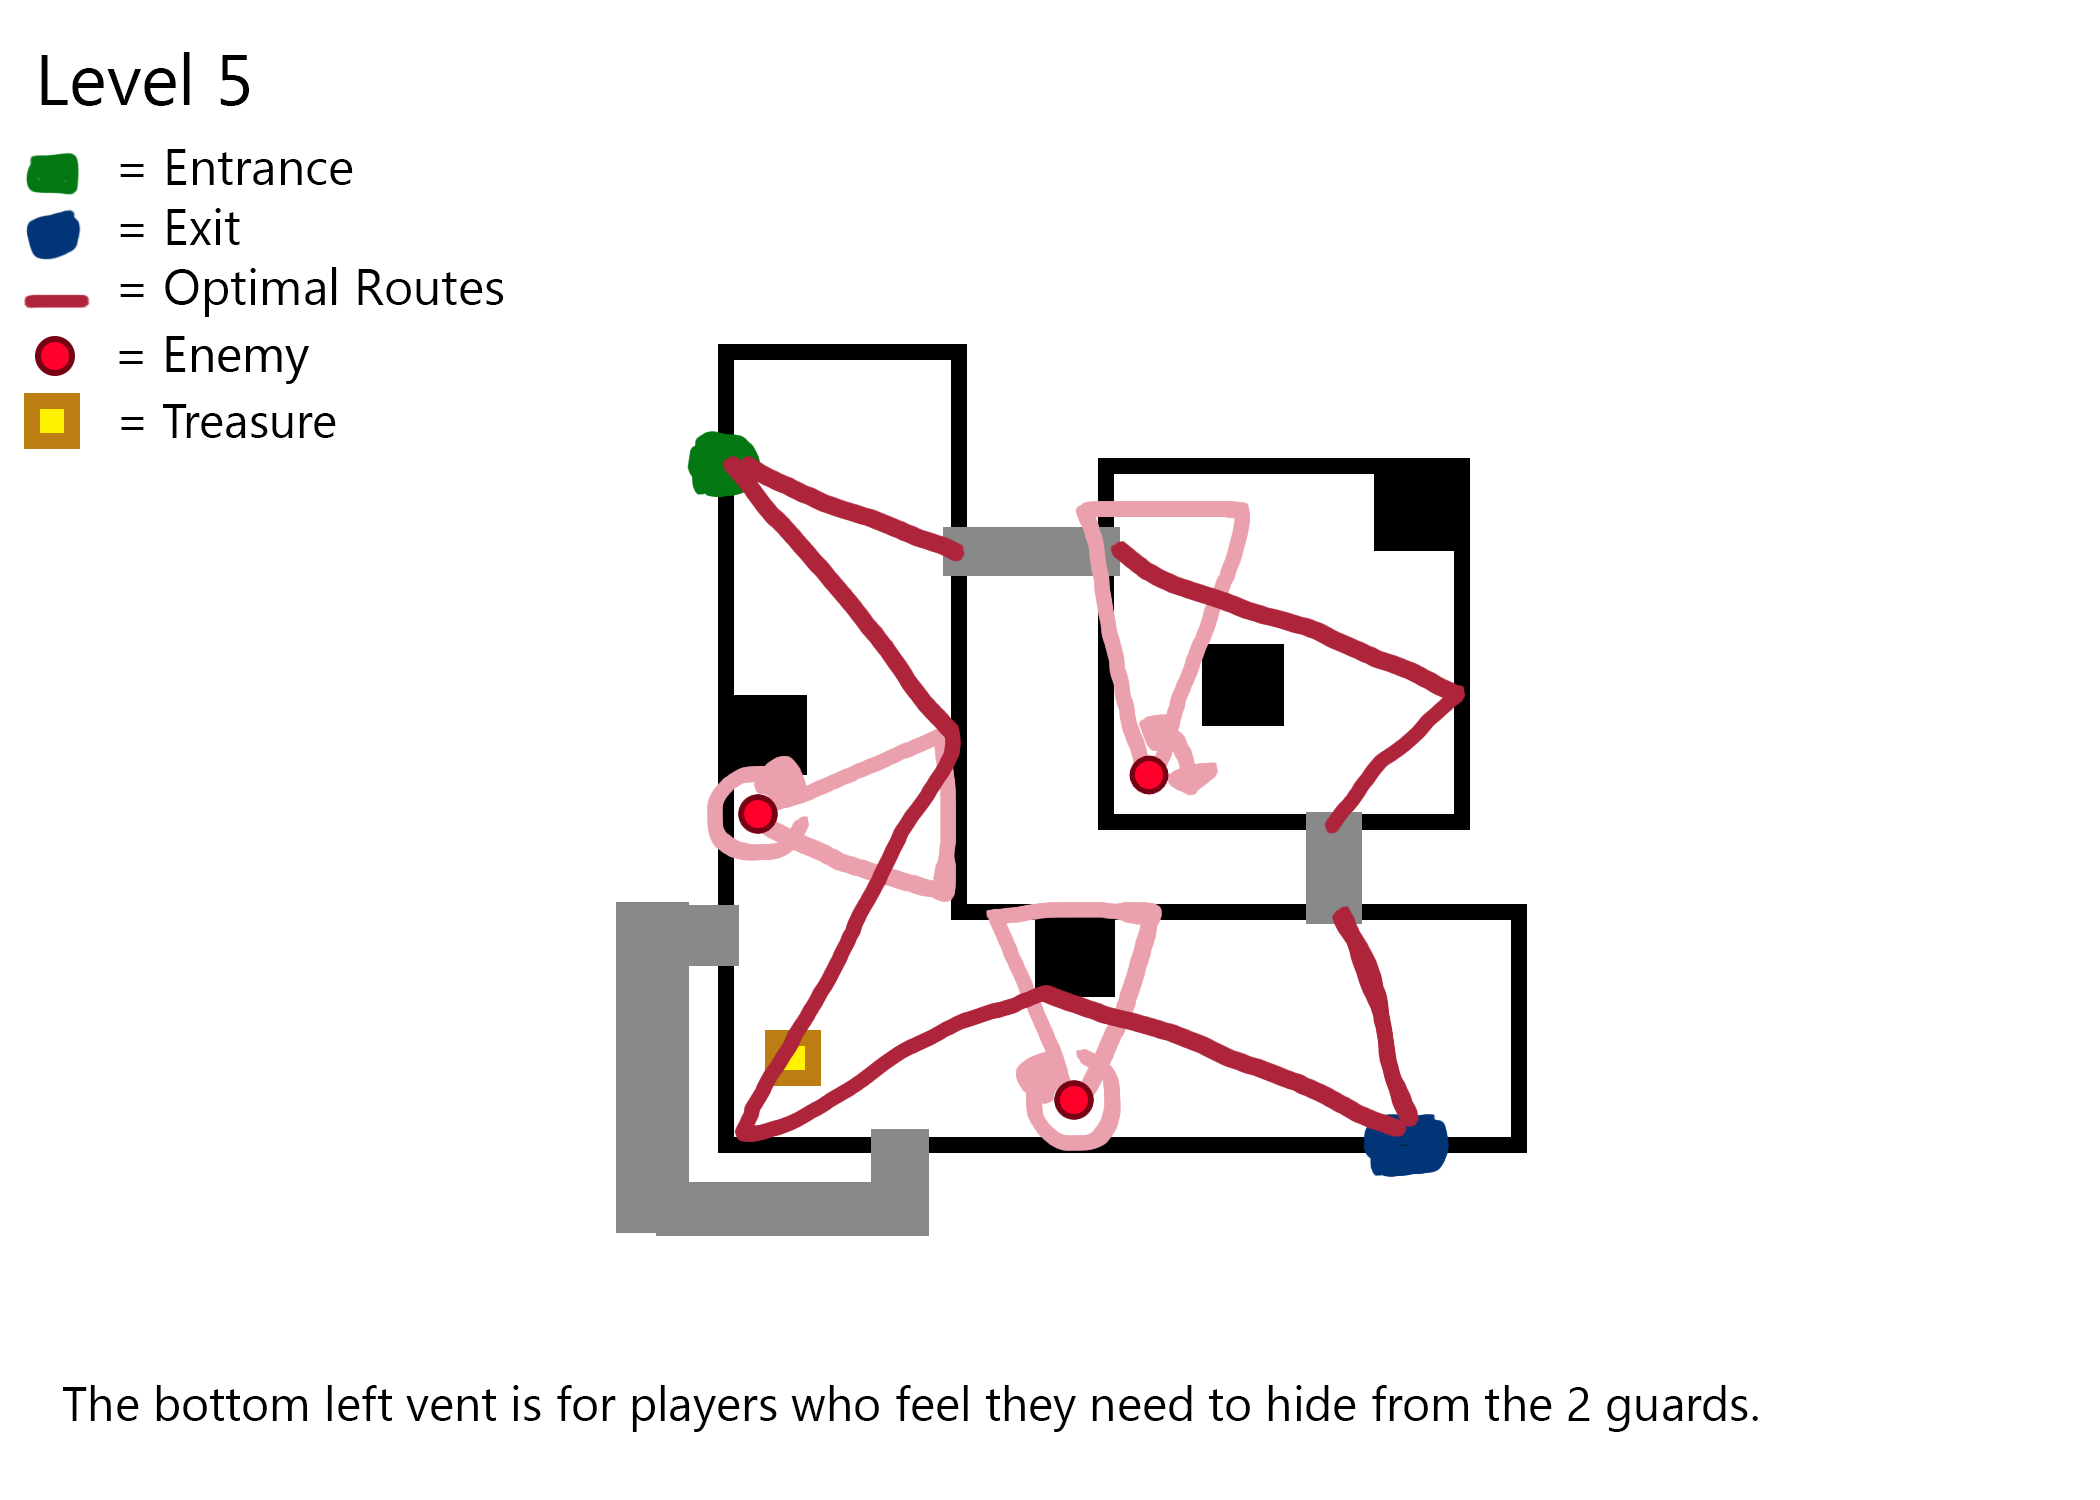 Level 5
= Entrance
= Exit
= Optimal Routes
= Enemy
= Treasure
The bottom left vent is for players who feel they need to hide from the 2 guards.